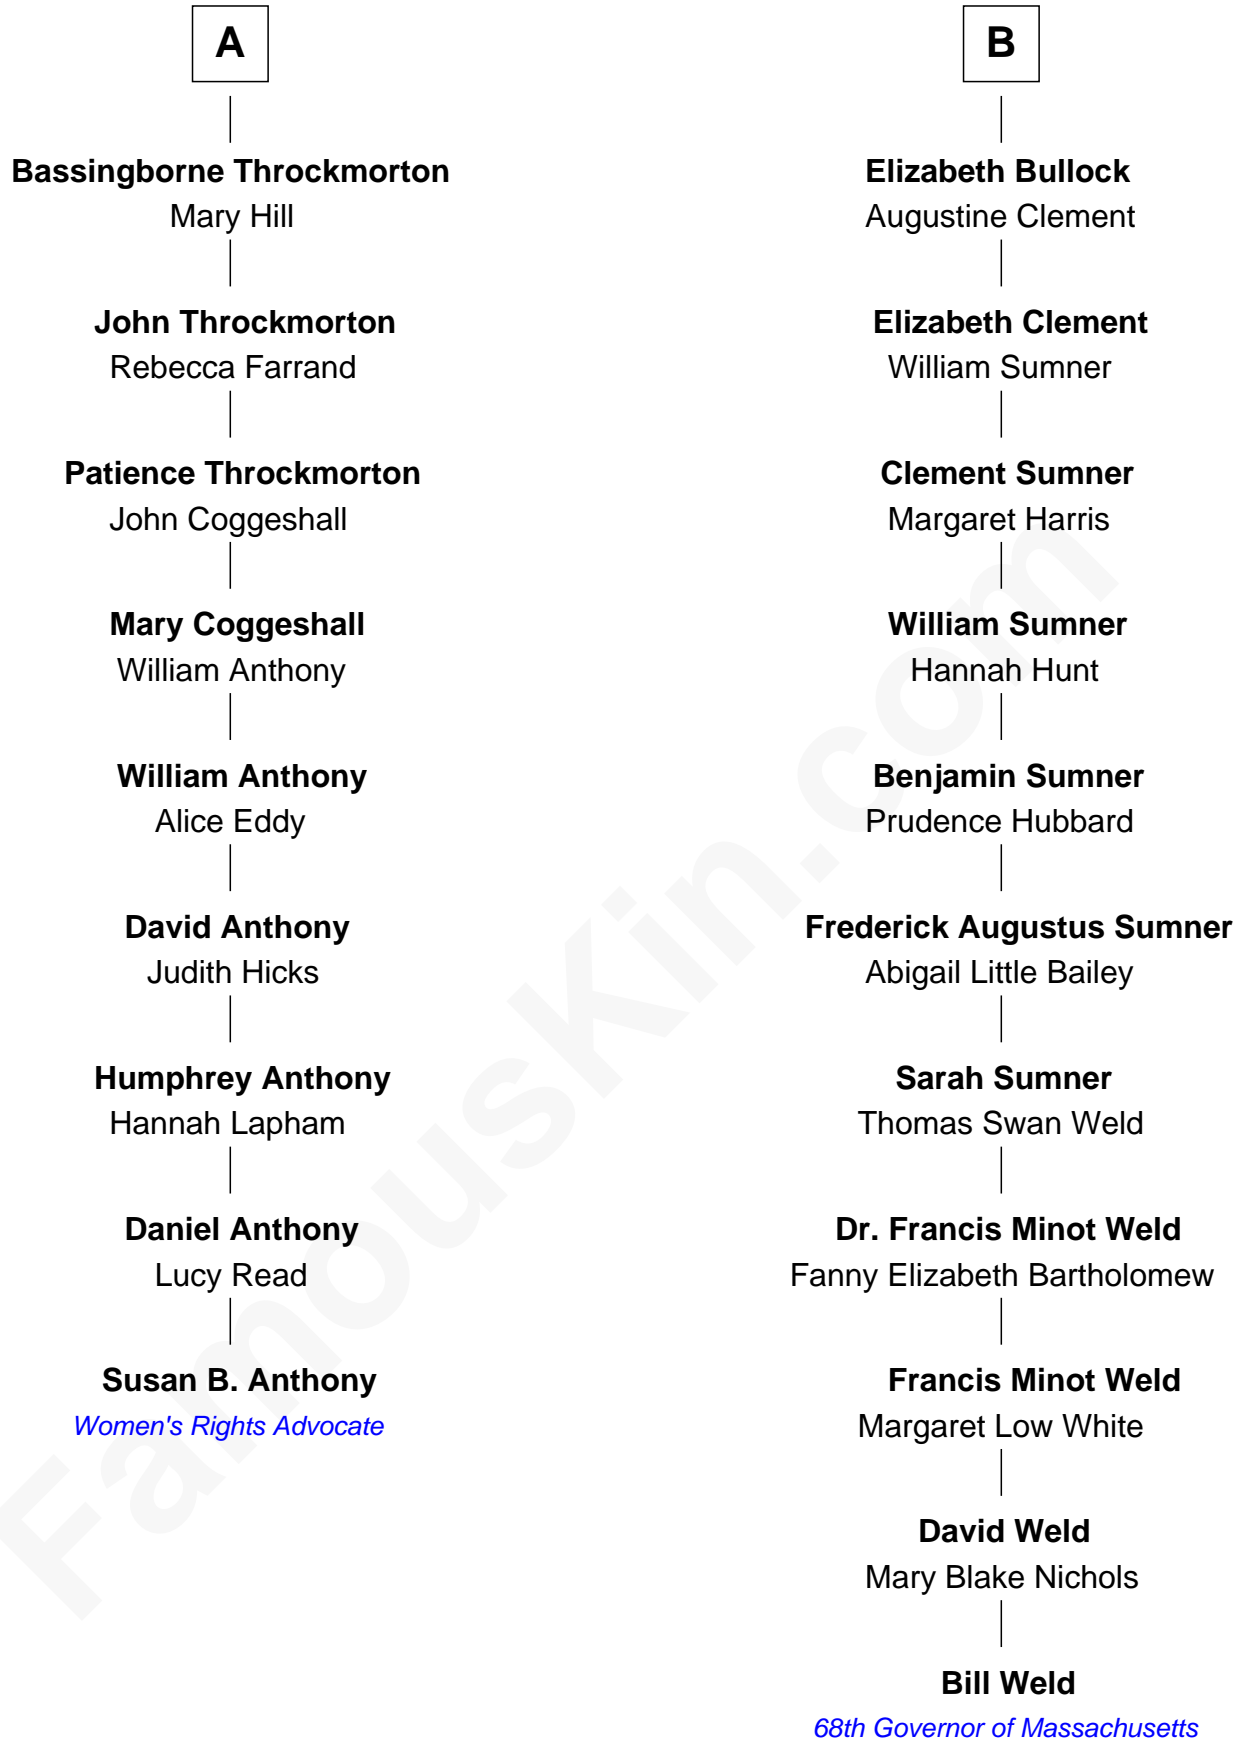 A
Bassingborne Throckmorton
Mary Hill
John Throckmorton
Rebecca Farrand
Patience Throckmorton
John Coggeshall
Mary Coggeshall
William Anthony
William Anthony
Alice Eddy
David Anthony
Judith Hicks
Humphrey Anthony
Hannah Lapham
Daniel Anthony
Lucy Read
Susan B. Anthony
Women's Rights Advocate
B
Elizabeth Bullock
Augustine Clement
Elizabeth Clement
William Sumner
Clement Sumner
Margaret Harris
William Sumner
Hannah Hunt
Benjamin Sumner
Prudence Hubbard
Frederick Augustus Sumner
Abigail Little Bailey
Sarah Sumner
Thomas Swan Weld
Dr. Francis Minot Weld
Fanny Elizabeth Bartholomew
Francis Minot Weld
Margaret Low White
David Weld
Mary Blake Nichols
Bill Weld
68th Governor of Massachusetts
FamousKin.com